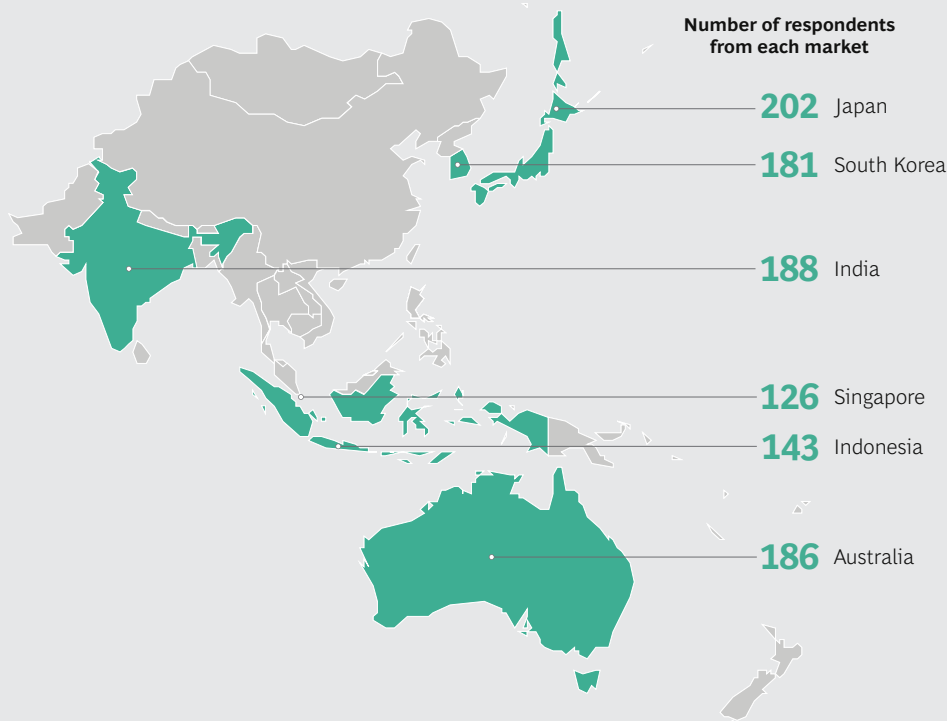 Number of respondents
from each market
202 Japan
181 South Korea
188 India
126 Singapore
143 Indonesia
186 Australia